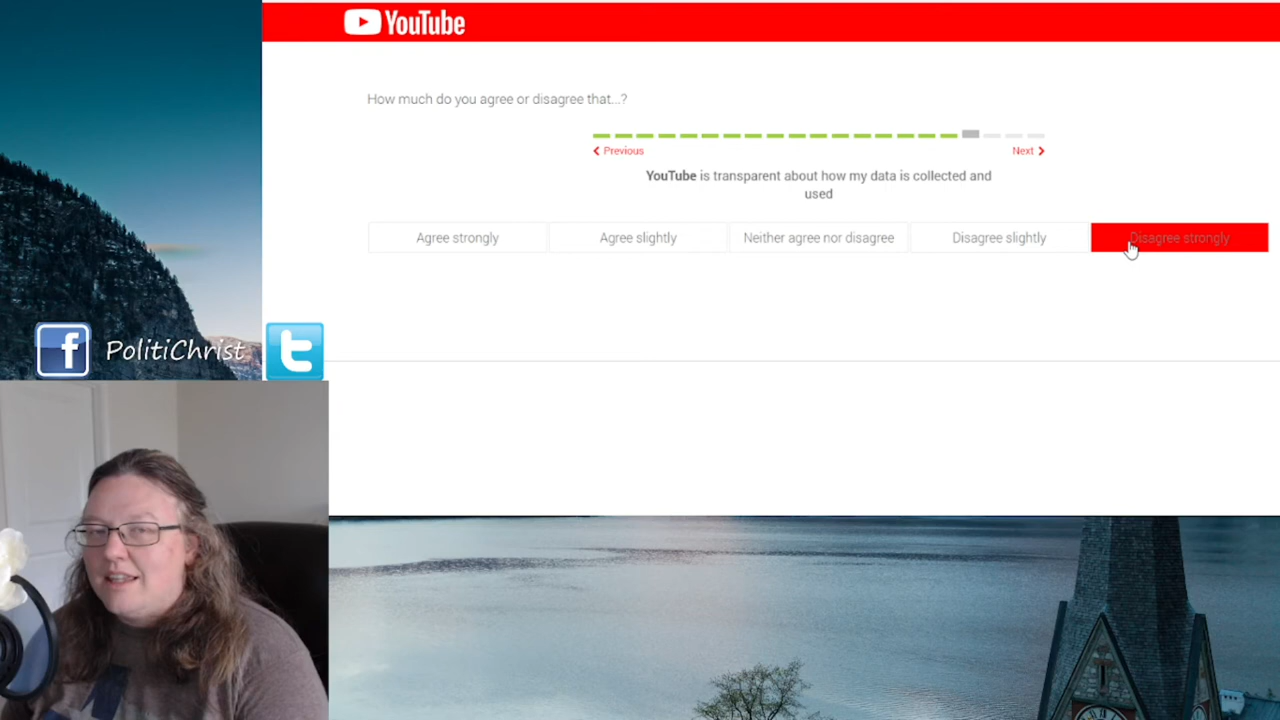 YouTube
How much do you agree or disagree that...?
Previous
Next
YouTube is transparent about how my data is collected and
used
Agree strongly
Agree slightly
Neither agree nor disagree
Disagree slightly
Disagree strongly
f PolitiChrist t